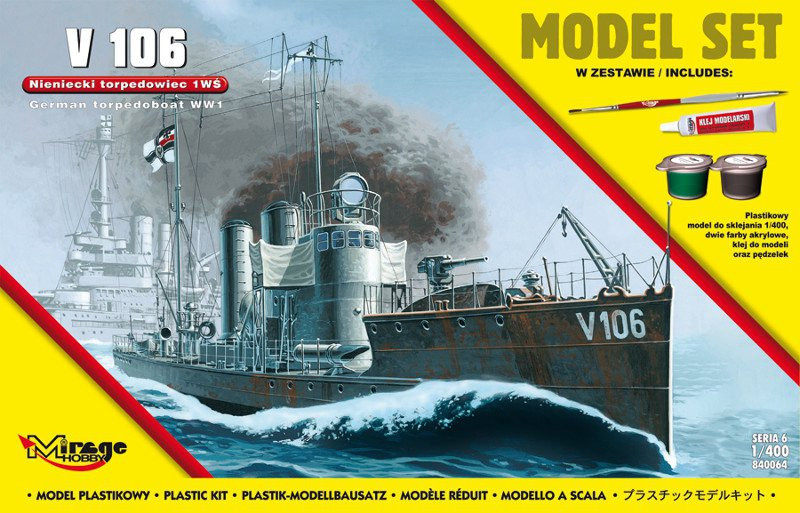 V 106
Nieniecki torpedowiec 1WŚ
German torpedoboat WW1
MODEL SET
W ZESTAWIE / INCLUDES:
KLEJ MODELARSKI
Plastikowy
model do sklejania 1/400,
dwie farby akrylowe,
klej do modeli
oraz pędzelek
V106
Mirage
HOBBY
SERIA 6
1/400
840064
• MODEL PLASTIKOWY • PLASTIC KIT • PLASTIK-MODELLBAUSATZ • MODÈLE RÉDUIT • MODELLO A SCALA • プラスチックモデルキット •